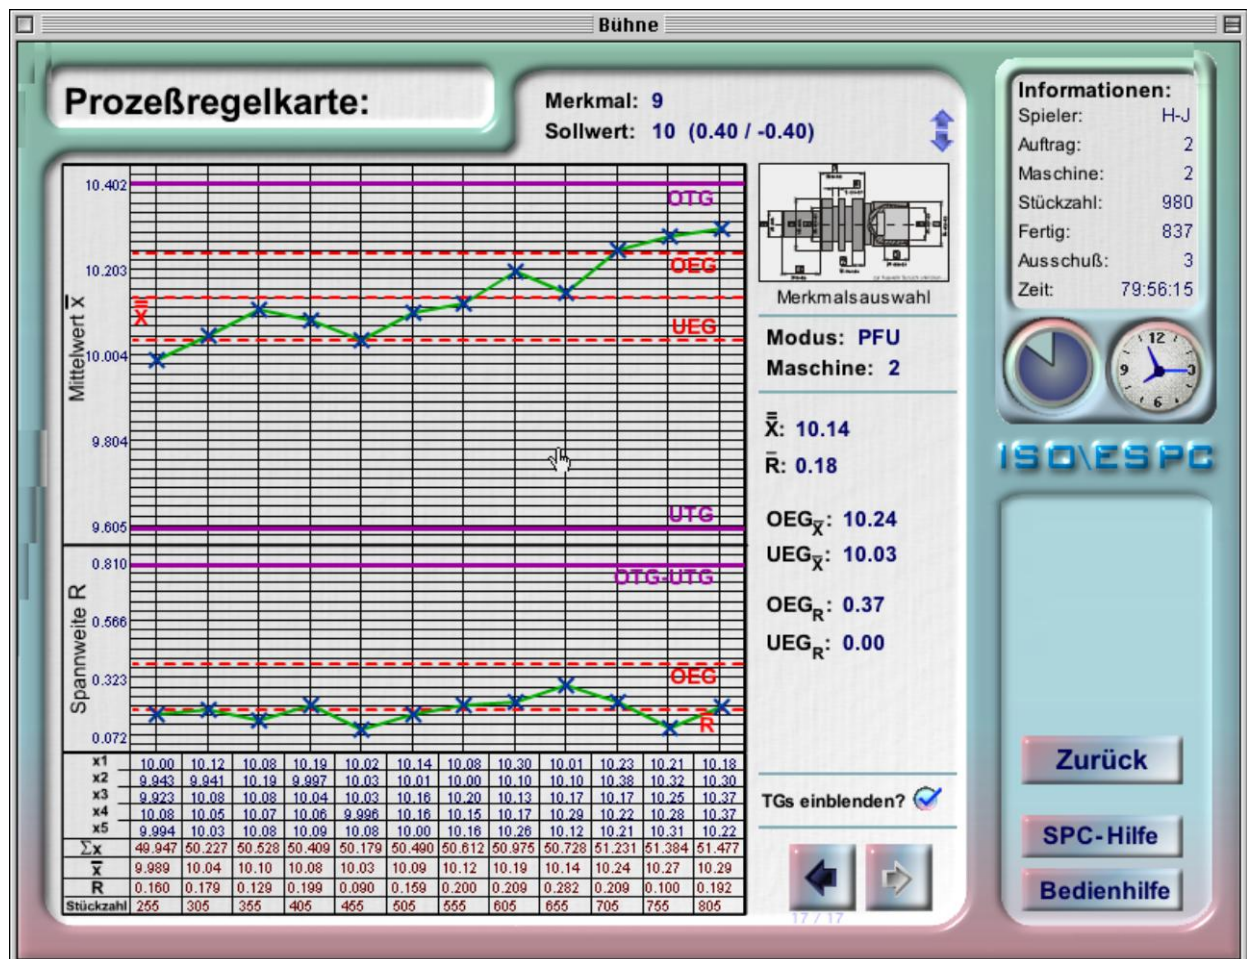 Bühne
Prozeßregelkarte:
Merkmal: 9
Sollwert: 10 (0.40 / -0.40)
Informationen:
Spieler: H-J
Auftrag: 2
Maschine: 2
Stückzahl: 980
Fertig: 837
Ausschuß: 3
Zeit: 79:56:15
12
3
6
9
ISO\ESPC
Mittelwert x̄
10.402
10.203
10.004
9.804
9.605
OTG
OEG
X̿
UEG
UTG
Spannweite R
0.810
0.566
0.323
0.072
OTG-UTG
OEG
R
Merkmalsauswahl
Modus: PFU
Maschine: 2
X̿: 10.14
R̄: 0.18
OEGX̄: 10.24
UEGX̄: 10.03
OEGR: 0.37
UEGR: 0.00
TGs einblenden?
17 / 17
x1 10.00 10.12 10.08 10.19 10.02 10.14 10.08 10.30 10.01 10.23 10.21 10.18
x2 9.943 9.941 10.19 9.997 10.03 10.01 10.00 10.10 10.10 10.38 10.32 10.30
x3 9.923 10.08 10.08 10.04 10.03 10.16 10.20 10.13 10.17 10.17 10.25 10.37
x4 10.08 10.05 10.07 10.06 9.996 10.16 10.15 10.17 10.29 10.22 10.28 10.37
x5 9.994 10.03 10.08 10.09 10.08 10.00 10.16 10.26 10.12 10.21 10.31 10.22
Σx 49.947 50.227 50.528 50.409 50.179 50.490 50.612 50.975 50.728 51.231 51.384 51.477
x̄ 9.989 10.04 10.10 10.08 10.03 10.09 10.12 10.19 10.14 10.24 10.27 10.29
R 0.160 0.179 0.129 0.199 0.090 0.159 0.200 0.209 0.282 0.209 0.100 0.192
Stückzahl 255 305 355 405 455 505 555 605 655 705 755 805
Zurück
SPC-Hilfe
Bedienhilfe